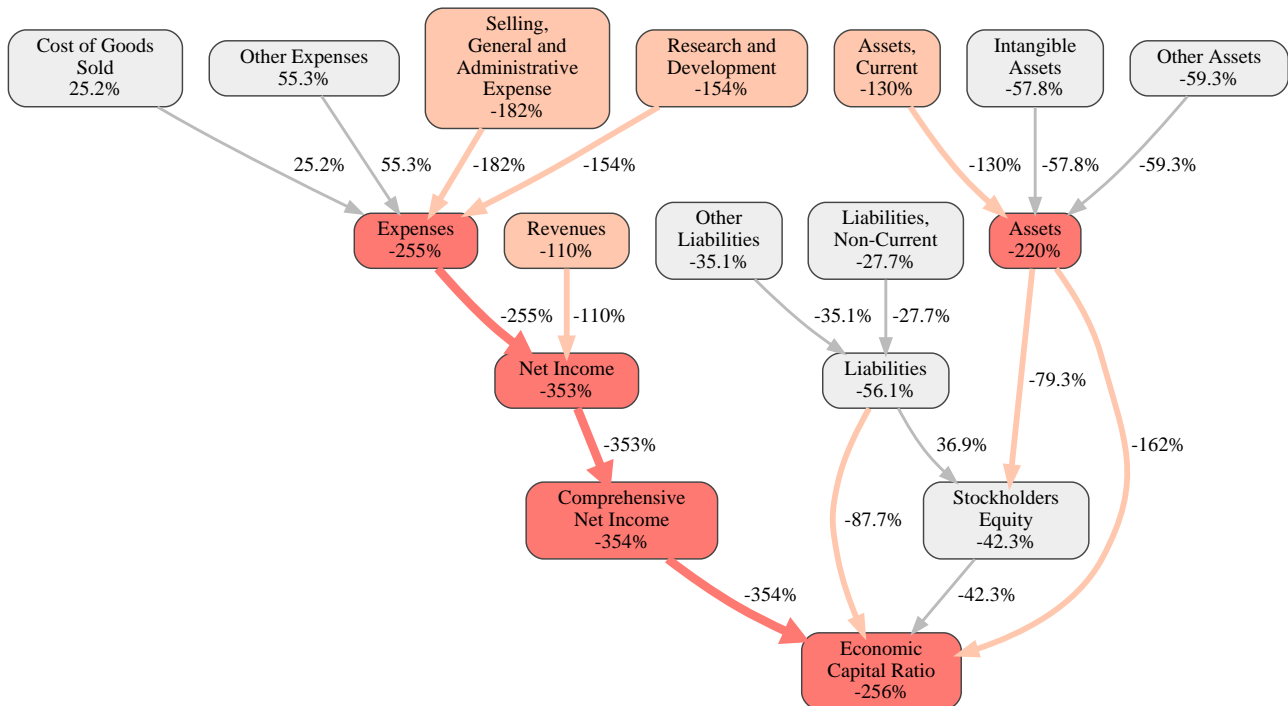 Cost of Goods
Sold
25.2%
Other Expenses
55.3%
Selling,
General and
Administrative
Expense
-182%
Research and
Development
-154%
Assets,
Current
-130%
Intangible
Assets
-57.8%
Other Assets
-59.3%
25.2%
55.3%
-182%
-154%
-130%
-57.8%
-59.3%
Expenses
-255%
Revenues
-110%
Other
Liabilities
-35.1%
Liabilities,
Non-Current
-27.7%
Assets
-220%
-255%
-110%
-35.1%
-27.7%
Net Income
-353%
Liabilities
-56.1%
-79.3%
-353%
36.9%
-162%
Comprehensive
Net Income
-354%
-87.7%
Stockholders
Equity
-42.3%
-354%
-42.3%
Economic
Capital Ratio
-256%